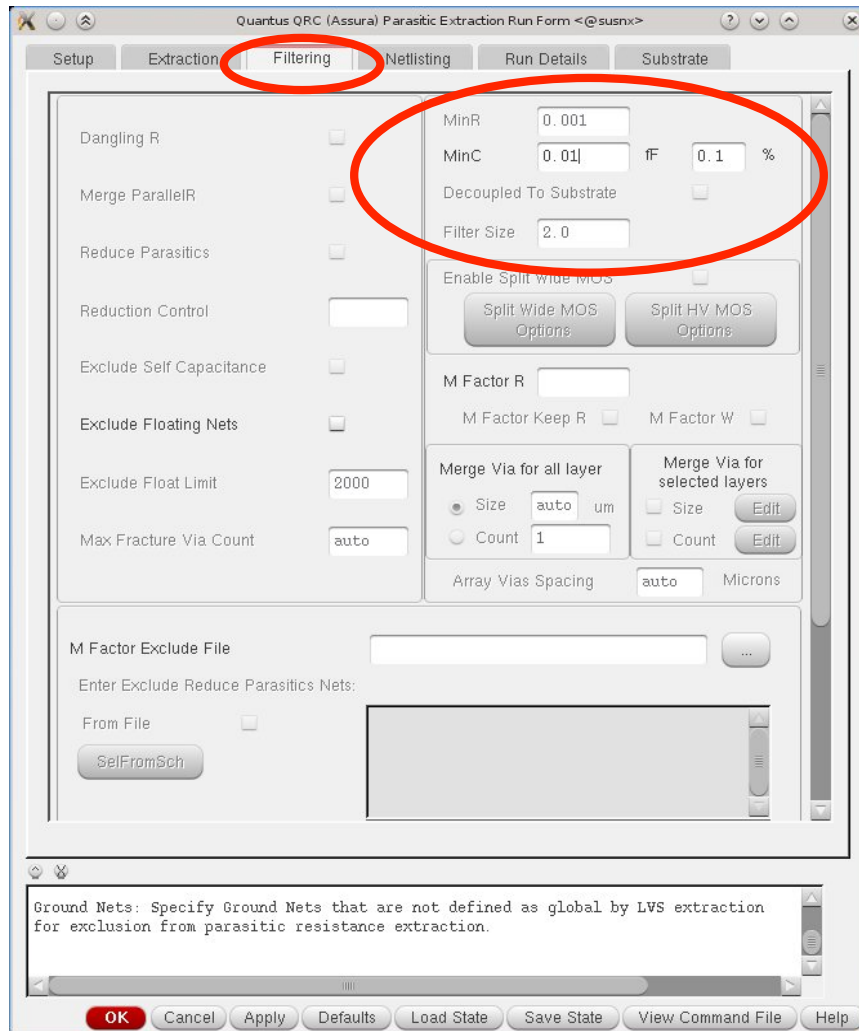 Quantus QRC (Assura) Parasitic Extraction Run Form <@susnx>
Setup Extraction Filtering Netlisting Run Details Substrate
Dangling R
Merge ParallelR
Reduce Parasitics
Reduction Control
Exclude Self Capacitance
Exclude Floating Nets
Exclude Float Limit 2000
Max Fracture Via Count auto
MinR 0.001
MinC 0.01 fF 0.1 %
Decoupled To Substrate
Filter Size 2.0
Enable Split Wide MOS
Split Wide MOS Options
Split HV MOS Options
M Factor R
M Factor Keep R M Factor W
Merge Via for all layer
Size auto um
Count 1
Merge Via for
selected layers
Size Edit
Count Edit
Array Vias Spacing auto Microns
M Factor Exclude File ...
Enter Exclude Reduce Parasitics Nets:
From File
SelFromSch
Ground Nets: Specify Ground Nets that are not defined as global by LVS extraction
for exclusion from parasitic resistance extraction.
OK Cancel Apply Defaults Load State Save State View Command File Help